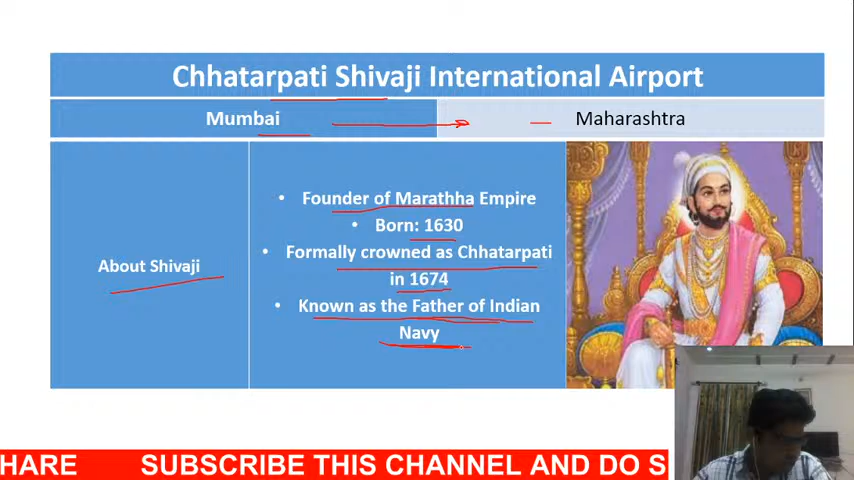 Chhatarpati Shivaji International Airport
Mumbai
Maharashtra
About Shivaji
• Founder of Marathha Empire
• Born: 1630
• Formally crowned as Chhatarpati
in 1674
• Known as the Father of Indian
Navy
HARE SUBSCRIBE THIS CHANNEL AND DO S